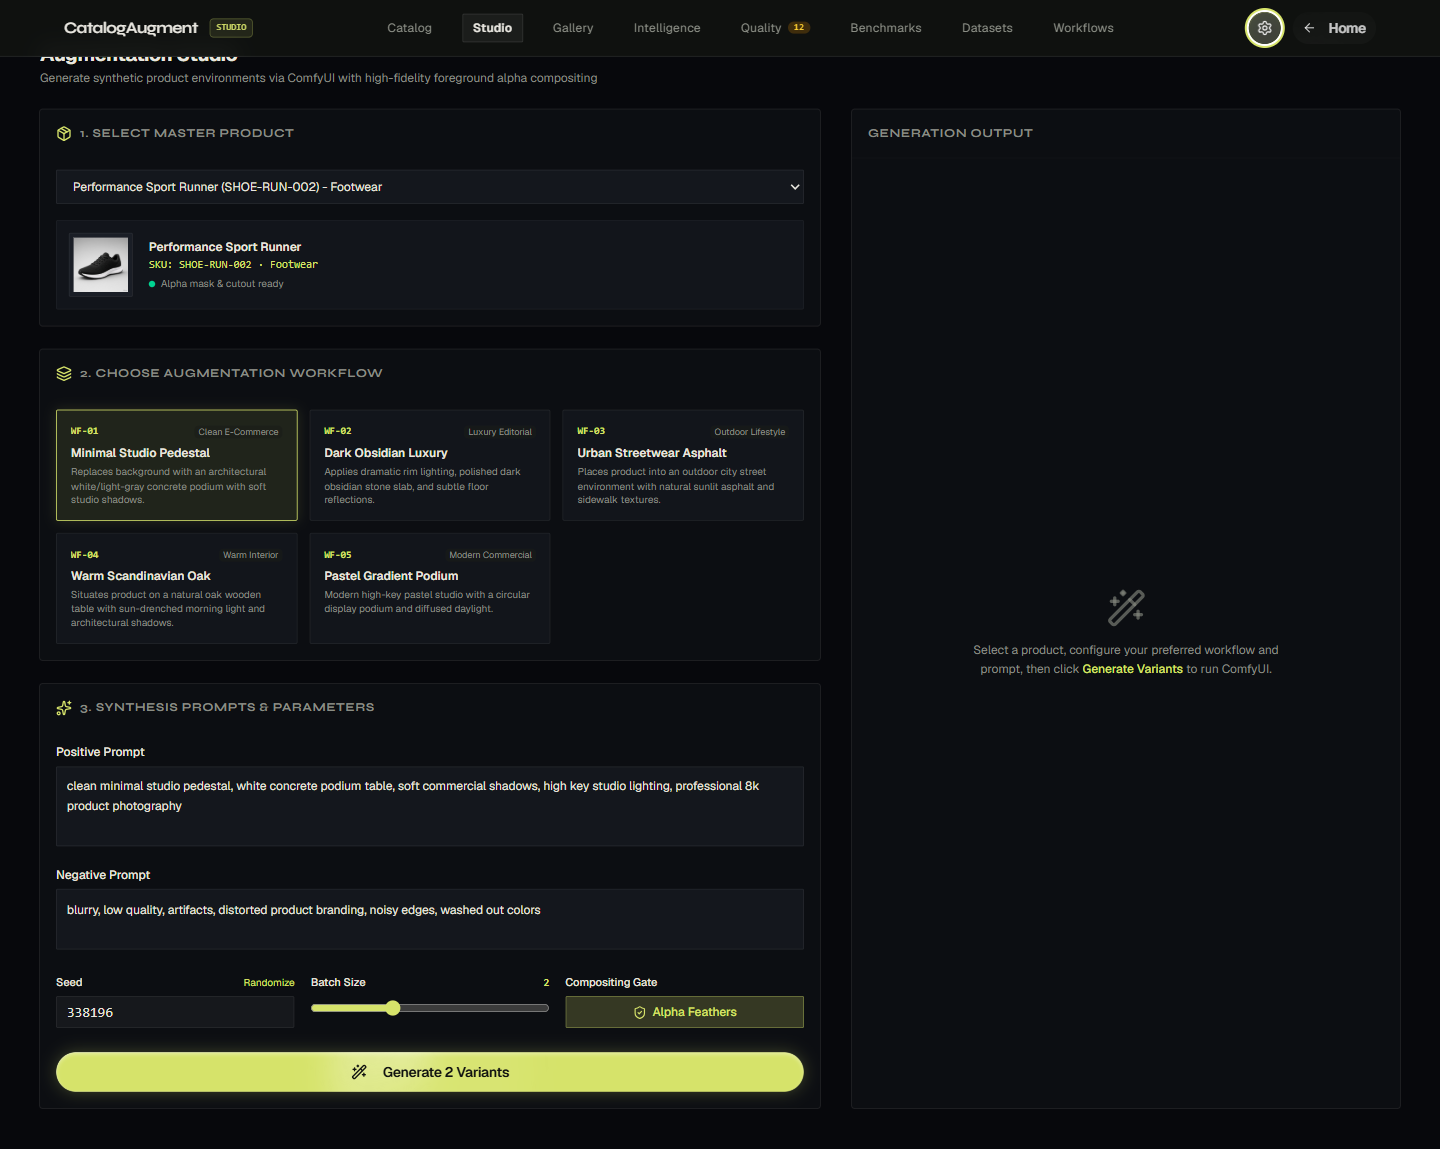 CatalogAugment STUDIO Catalog Studio Gallery Intelligence Quality 12 Benchmarks Datasets Workflows Home
Augmentation Studio
Generate synthetic product environments via ComfyUI with high-fidelity foreground alpha compositing
1. SELECT MASTER PRODUCT
Performance Sport Runner (SHOE-RUN-002) - Footwear
Performance Sport Runner
SKU: SHOE-RUN-002 · Footwear
Alpha mask & cutout ready
2. CHOOSE AUGMENTATION WORKFLOW
WF-01 Clean E-Commerce
Minimal Studio Pedestal
Replaces background with an architectural
white/light-gray concrete podium with soft
studio shadows.
WF-02 Luxury Editorial
Dark Obsidian Luxury
Applies dramatic rim lighting, polished dark
obsidian stone slab, and subtle floor
reflections.
WF-03 Outdoor Lifestyle
Urban Streetwear Asphalt
Places product into an outdoor city street
environment with natural sunlit asphalt and
sidewalk textures.
WF-04 Warm Interior
Warm Scandinavian Oak
Situates product on a natural oak wooden
table with sun-drenched morning light and
architectural shadows.
WF-05 Modern Commercial
Pastel Gradient Podium
Modern high-key pastel studio with a circular
display podium and diffused daylight.
3. SYNTHESIS PROMPTS & PARAMETERS
Positive Prompt
clean minimal studio pedestal, white concrete podium table, soft commercial shadows, high key studio lighting, professional 8k
product photography
Negative Prompt
blurry, low quality, artifacts, distorted product branding, noisy edges, washed out colors
Seed Randomize
338196
Batch Size 2
Compositing Gate
Alpha Feathers
Generate 2 Variants
GENERATION OUTPUT
Select a product, configure your preferred workflow and
prompt, then click Generate Variants to run ComfyUI.